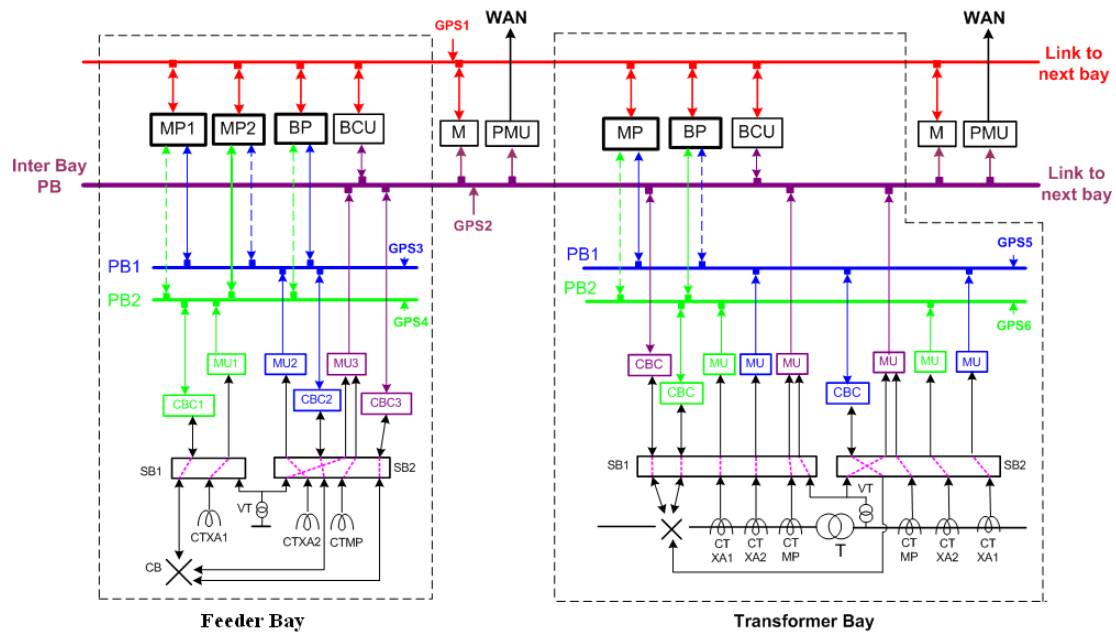 WAN WAN
GPS1
Link to
next bay
MP1 MP2 BP BCU M PMU MP BP BCU M PMU
Inter Bay
PB
Link to
next bay
GPS2
PB1 GPS3 PB1 GPS5
PB2 GPS4 PB2 GPS6
MU1 MU2 MU3 CBC MU MU MU MU MU MU
CBC1 CBC2 CBC3 CBC CBC
SB1 SB2 SB1 SB2
VT VT
CTXA1 CTXA2 CTMP
CT
XA1
CT
XA2
CT
MP
T
CT
MP
CT
XA2
CT
XA1
CB
Feeder Bay Transformer Bay